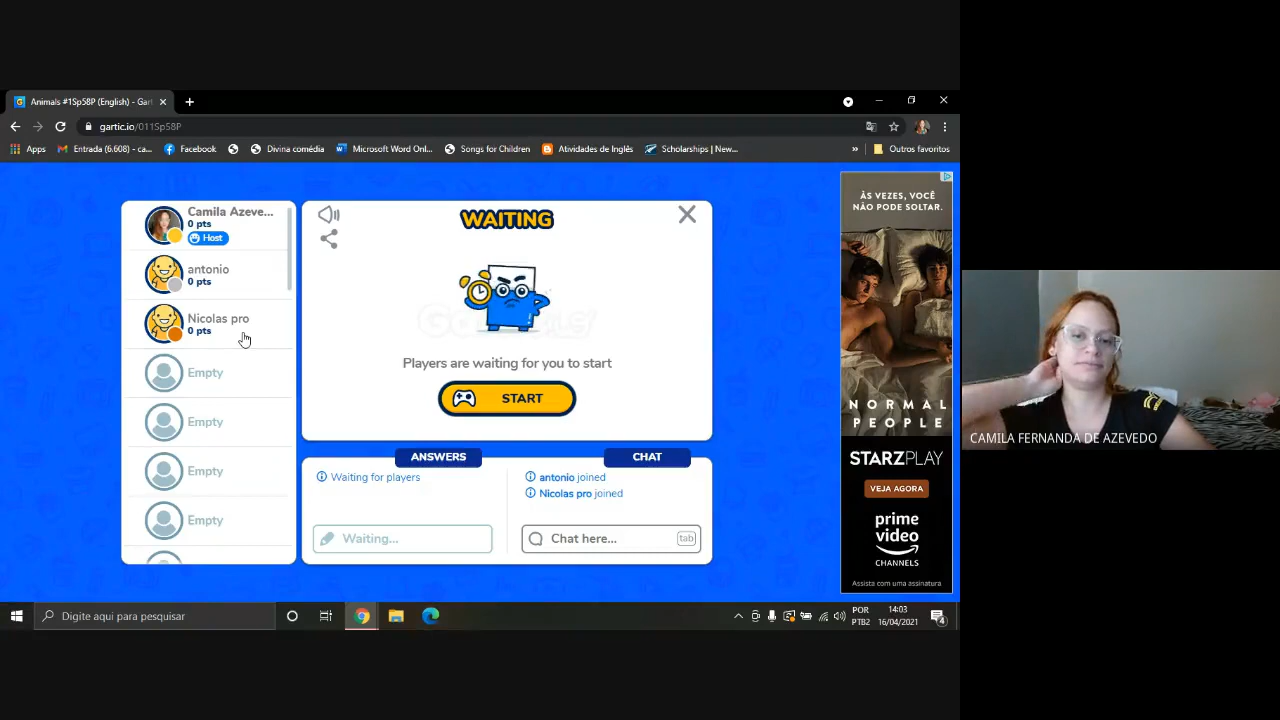 Animals #1Sp58P (English) - Gart
gartic.io/011Sp58P
Apps
Entrada (6.608) - ca...
Facebook
Divina comédia
Microsoft Word Onl...
Songs for Children
Atividades de Inglês
Scholarships | New...
»
Outros favoritos
Camila Azeve...
0 pts
Host
antonio
0 pts
Nicolas pro
0 pts
Empty
Empty
Empty
Empty
WAITING
Players are waiting for you to start
START
ANSWERS
Waiting for players
Waiting...
CHAT
antonio joined
Nicolas pro joined
Chat here...
tab
ÀS VEZES, VOCÊ
NÃO PODE SOLTAR.
NORMAL
PEOPLE
STARZPLAY
VEJA AGORA
prime video
CHANNELS
Assista com uma assinatura
CAMILA FERNANDA DE AZEVEDO
Digite aqui para pesquisar
POR
PTB2
14:03
16/04/2021
4